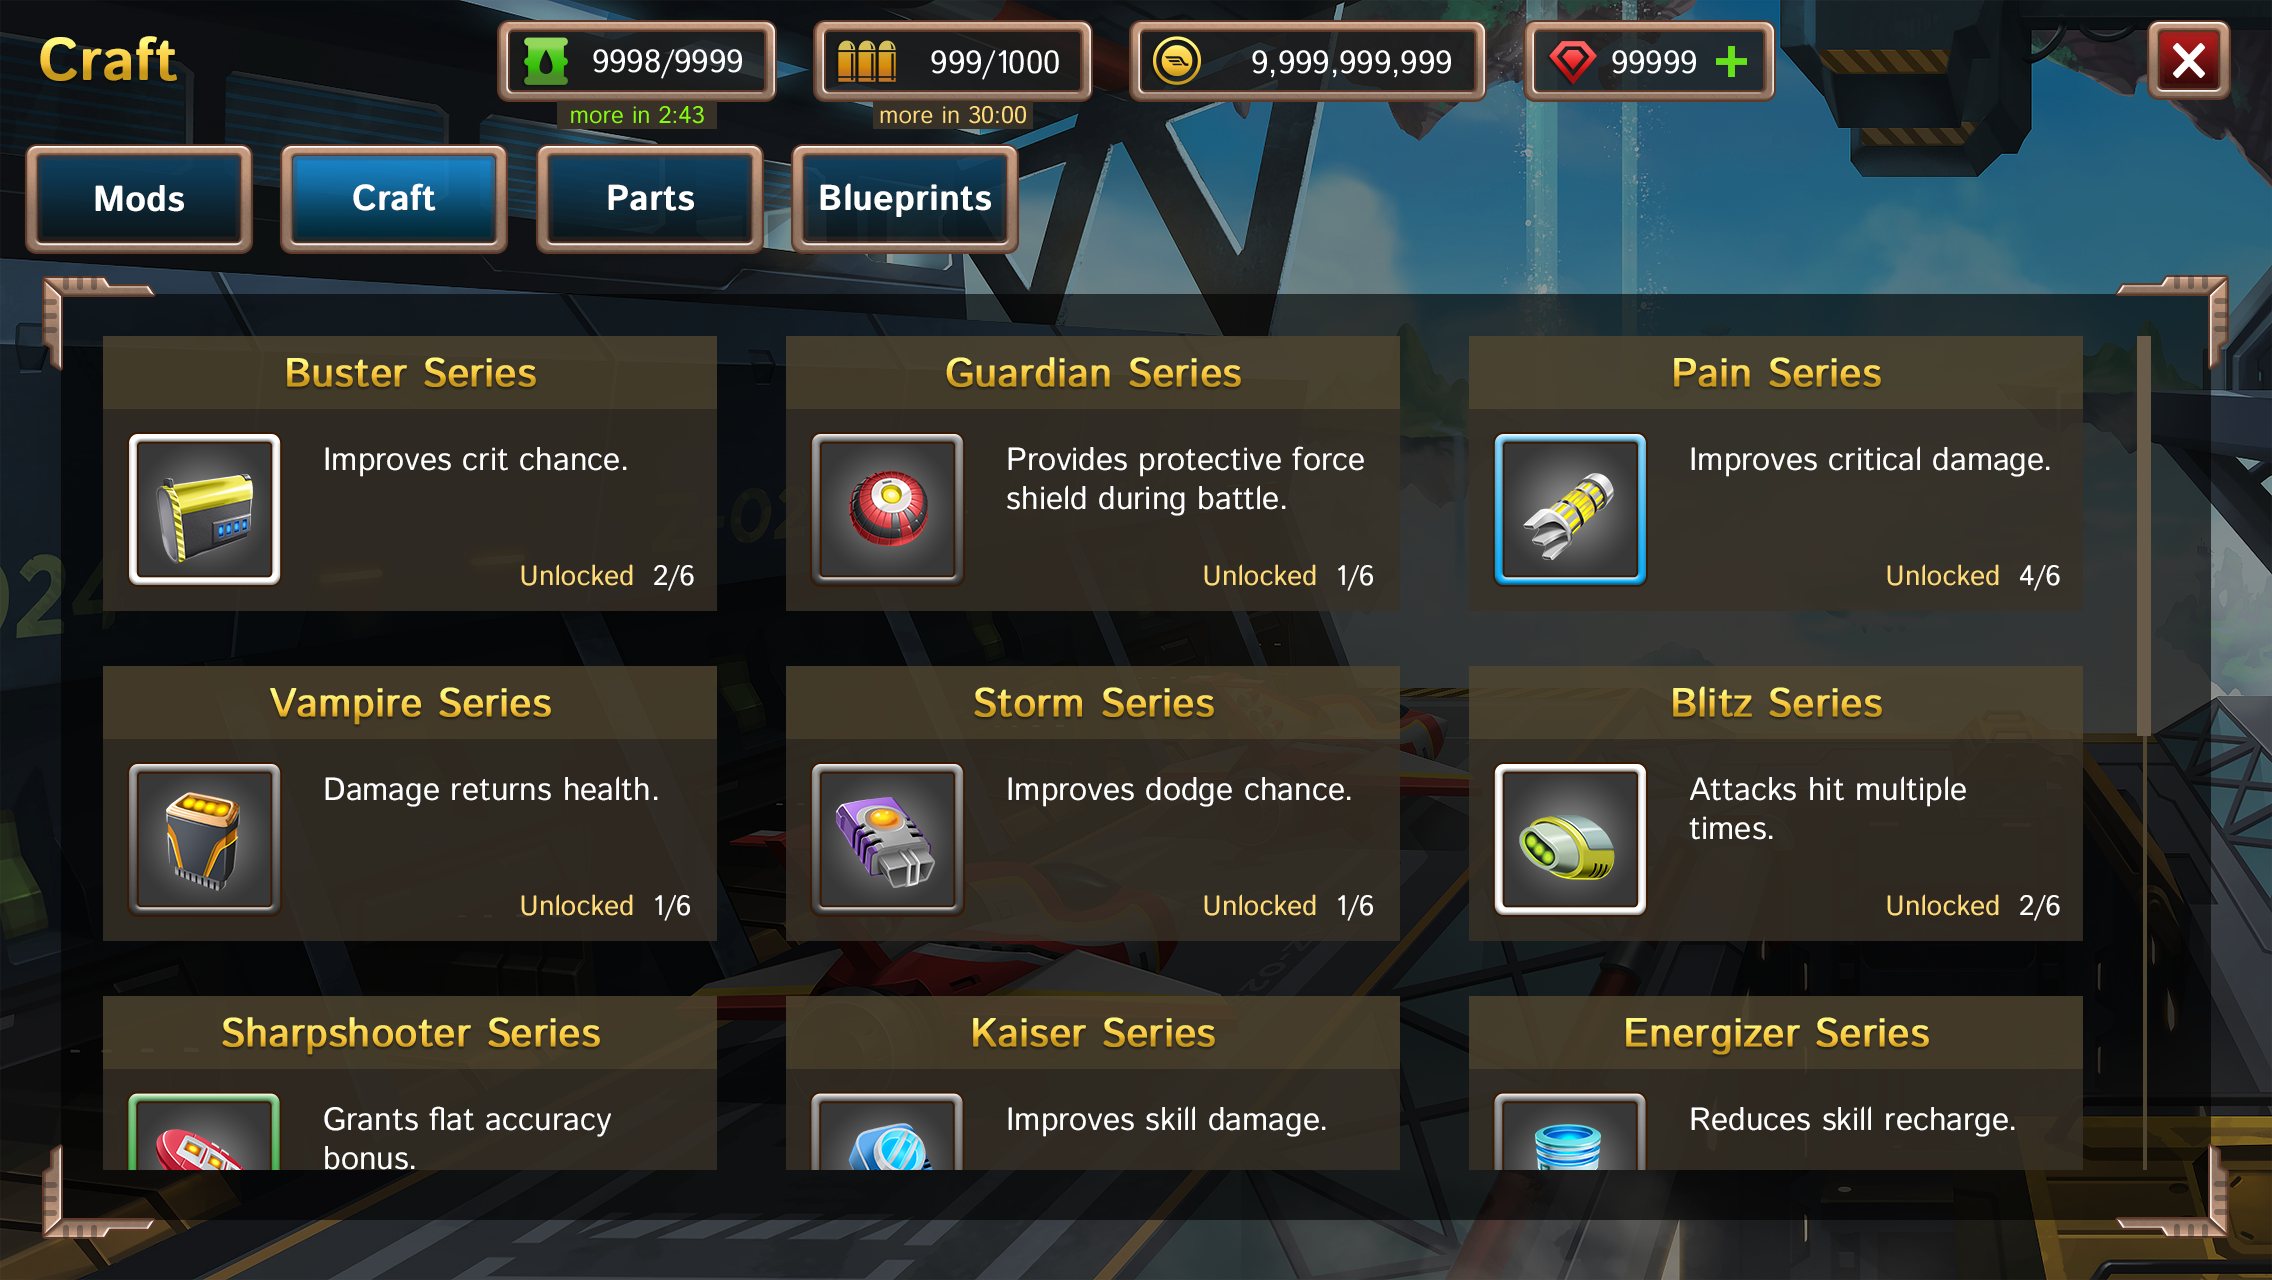 Craft
9998/9999
999/1000
9,999,999,999
99999
more in 2:43
more in 30:00
Mods
Craft
Parts
Blueprints
Buster Series
Improves crit chance.
Unlocked 2/6
Guardian Series
Provides protective force
shield during battle.
Unlocked 1/6
Pain Series
Improves critical damage.
Unlocked 4/6
Vampire Series
Damage returns health.
Unlocked 1/6
Storm Series
Improves dodge chance.
Unlocked 1/6
Blitz Series
Attacks hit multiple
times.
Unlocked 2/6
Sharpshooter Series
Grants flat accuracy
bonus.
Kaiser Series
Improves skill damage.
Energizer Series
Reduces skill recharge.
024